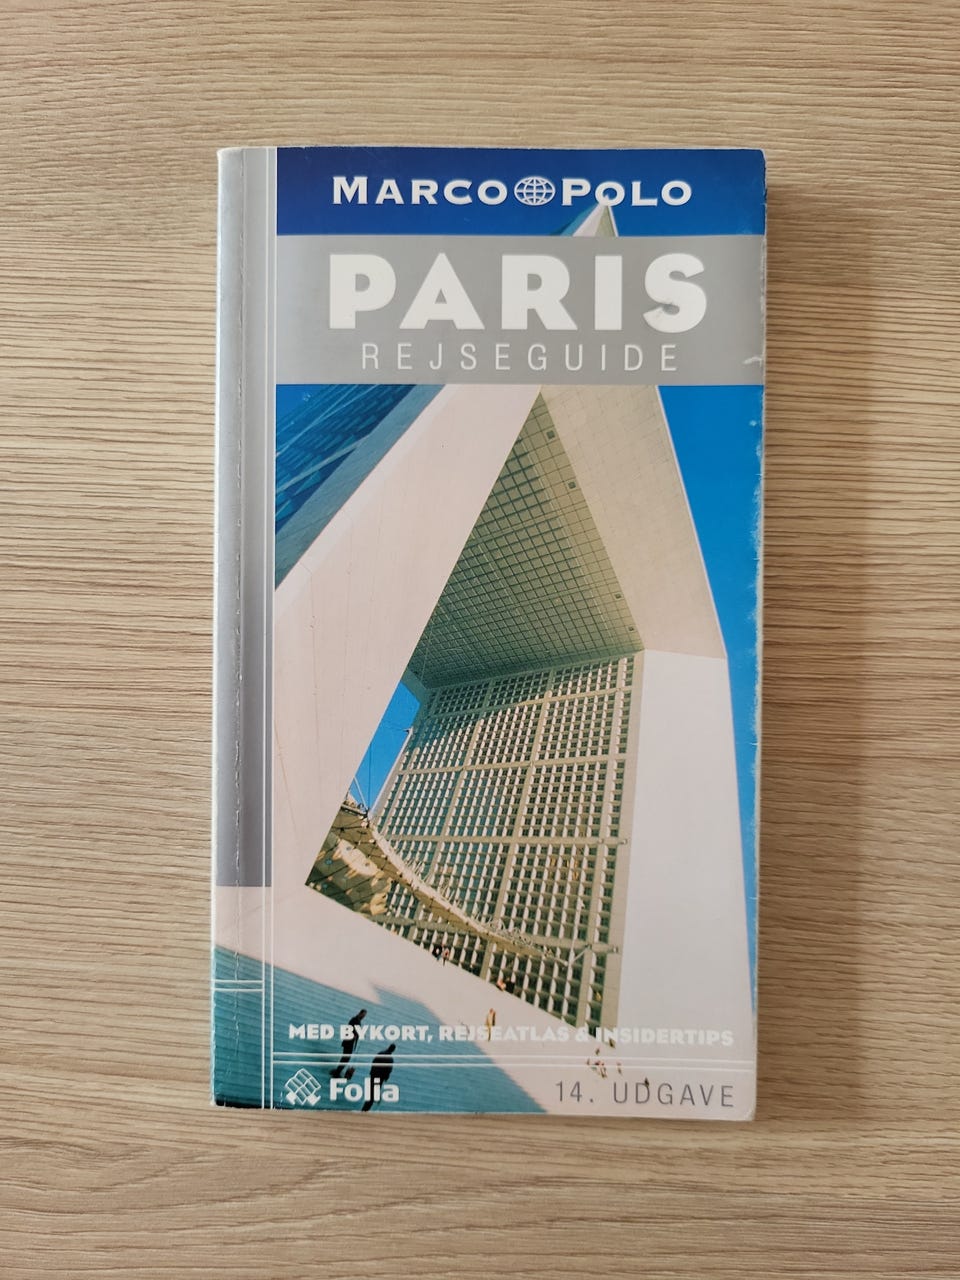 MARCO POLO
PARIS
REJSEGUIDE
MED BYKORT, REJSEATLAS & INSIDERTIPS
Folia
14. UDGAVE